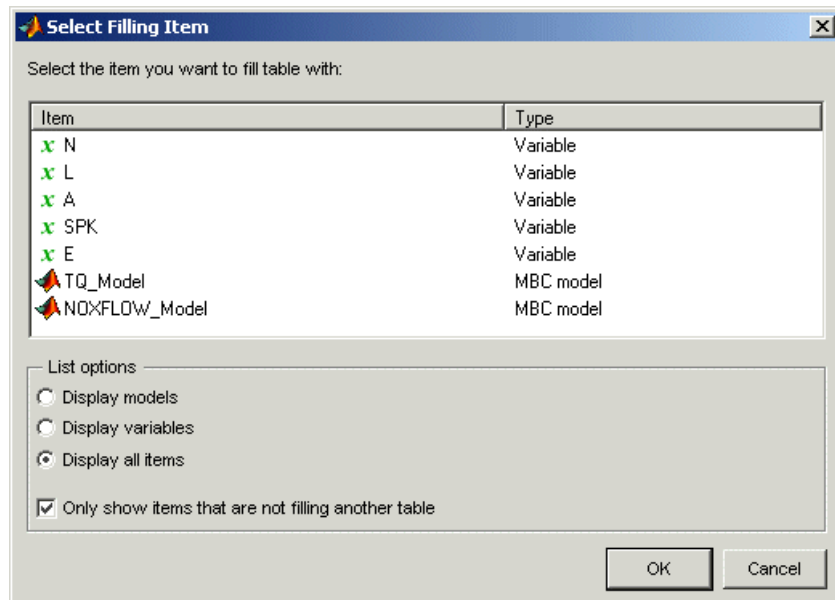 Select Filling Item
Select the item you want to fill table with:
Item Type
x N Variable
x L Variable
x A Variable
x SPK Variable
x E Variable
TQ_Model MBC model
NOXFLOW_Model MBC model
List options
Display models
Display variables
Display all items
Only show items that are not filling another table
OK Cancel